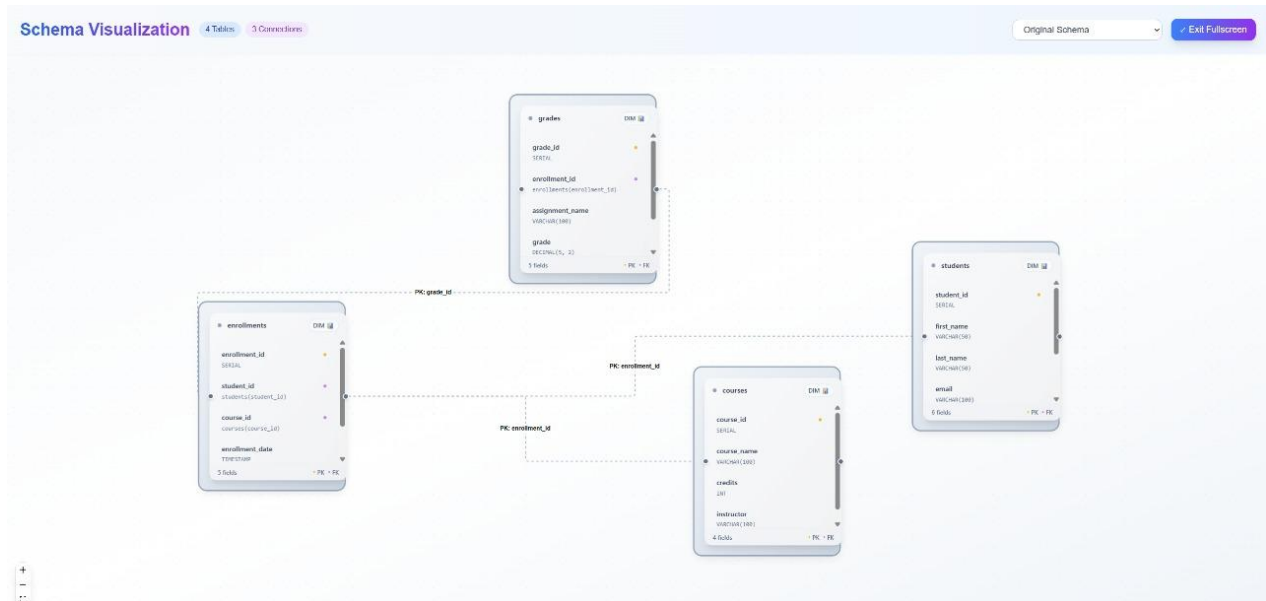 Schema Visualization 4 Tables 3 Connections Original Schema ✓ Exit Fullscreen
grades DIM
grade_id
SERIAL
enrollment_id
enrollments(enrollment_id)
assignment_name
VARCHAR(100)
grade
DECIMAL(5, 2)
5 fields • PK • FK
PK: grade_id
students DIM
student_id
SERIAL
first_name
VARCHAR(50)
last_name
VARCHAR(50)
email
VARCHAR(100)
6 fields • PK • FK
enrollments DIM
enrollment_id
SERIAL
student_id
students(student_id)
course_id
courses(course_id)
enrollment_date
TIMESTAMP
5 fields • PK • FK
PK: enrollment_id
PK: enrollment_id
courses DIM
course_id
SERIAL
course_name
VARCHAR(100)
credits
INT
instructor
VARCHAR(100)
4 fields • PK • FK
+
−